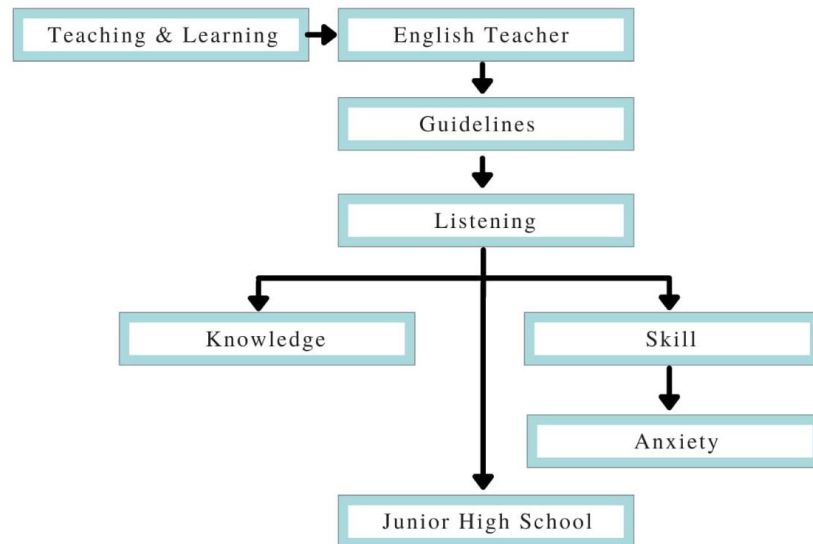 Teaching & Learning
English Teacher
Guidelines
Listening
Knowledge
Skill
Anxiety
Junior High School